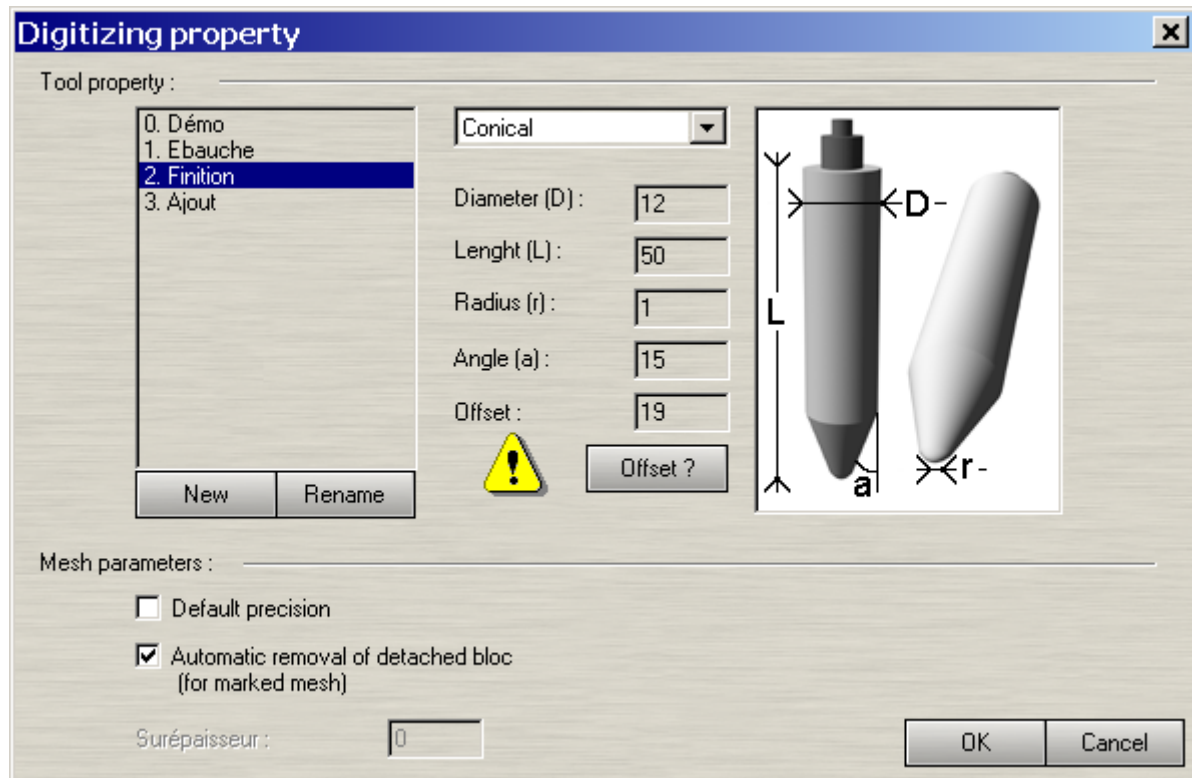 Digitizing property
Tool property :
0. Démo
1. Ebauche
2. Finition
3. Ajout
New
Rename
Conical
Diameter (D) :
12
Lenght (L) :
50
Radius (r) :
1
Angle (a) :
15
Offset :
19
Offset ?
D
L
a
r
Mesh parameters :
Default precision
Automatic removal of detached bloc
(for marked mesh)
Surépaisseur :
0
OK
Cancel